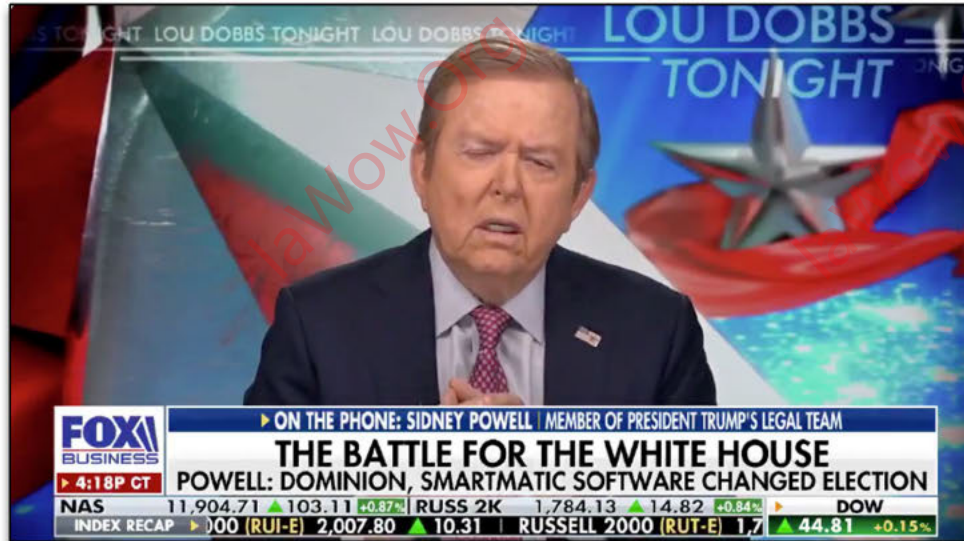 LOU DOBBS TONIGHT LOU DOBBS TONIGHT
LOU DOBBS
TONIGHT
ON THE PHONE: SIDNEY POWELL | MEMBER OF PRESIDENT TRUMP'S LEGAL TEAM
FOX
BUSINESS
THE BATTLE FOR THE WHITE HOUSE
4:18P CT
POWELL: DOMINION, SMARTMATIC SOFTWARE CHANGED ELECTION
NAS 11,904.71 103.11 +0.87% RUSS 2K 1,784.13 14.82 +0.84% DOW
INDEX RECAP 000 (RUI-E) 2,007.80 10.31 | RUSSELL 2000 (RUT-E) 1,7 44.81 +0.15%